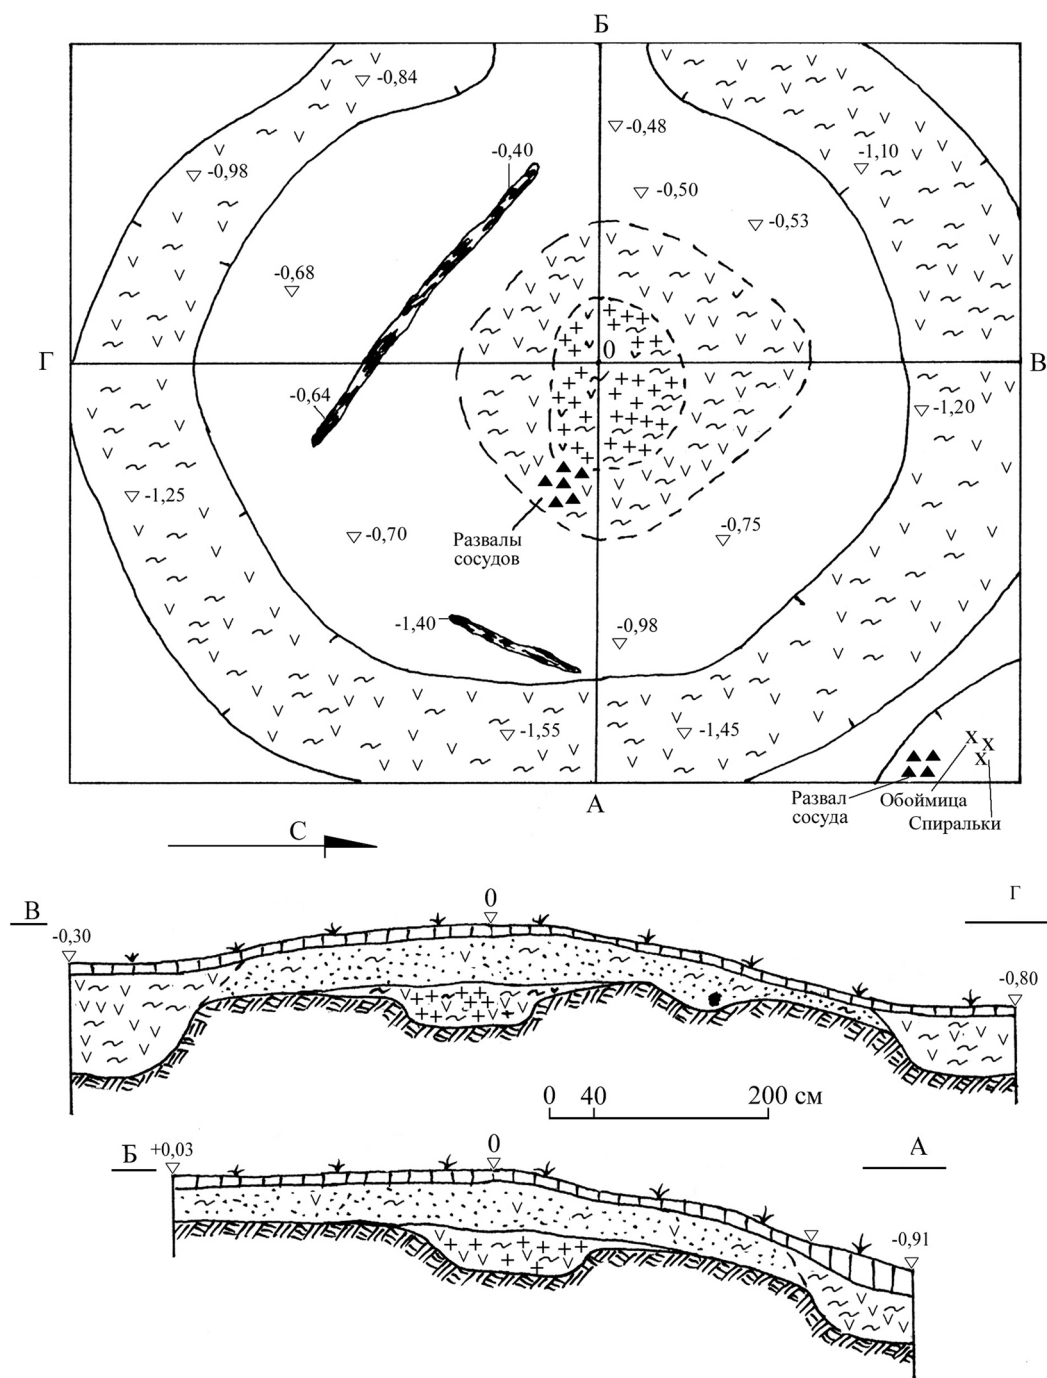 Б
-0,84
-0,48
-0,40
-1,10
-0,98
-0,50
-0,53
-0,68
Г
0
В
-0,64
-1,20
-1,25
-0,70
Развалы
сосудов
-0,75
-1,40
-0,98
-1,55
-1,45
Х Х
Х
А
Развал
сосуда
Обоймица
Спиральки
С
В
0
Г
-0,30
-0,80
0 40 200 см
Б
+0,03
0
А
-0,91